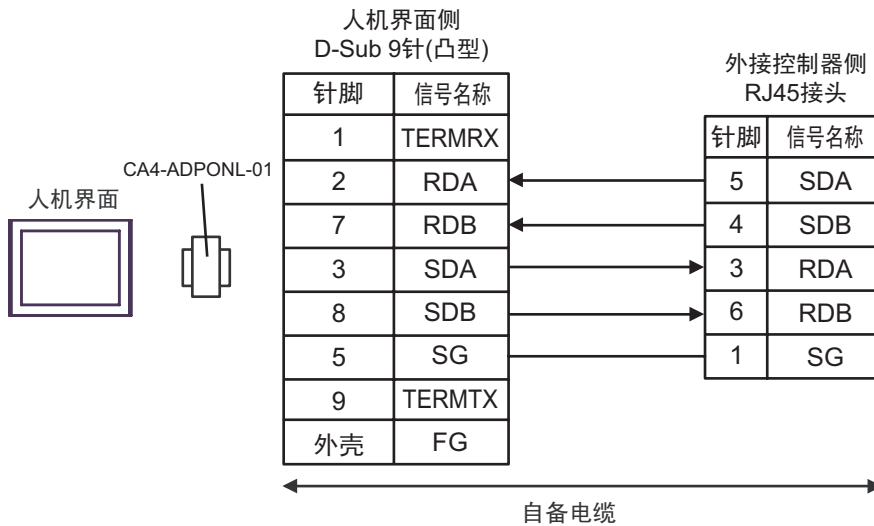 人机界面侧
D-Sub 9针(凸型)
外接控制器侧
RJ45接头
针脚 信号名称
1 TERMRX
2 RDA
7 RDB
3 SDA
8 SDB
5 SG
9 TERMTX
外壳 FG
针脚 信号名称
5 SDA
4 SDB
3 RDA
6 RDB
1 SG
CA4-ADPONL-01
人机界面
自备电缆